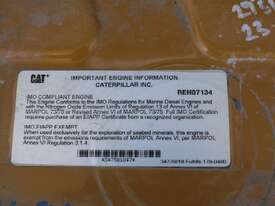 CAT
IMPORTANT ENGINE INFORMATION
CATERPILLAR INC.
REH07134
IMO COMPLIANT ENGINE
The Engine Conforms to the IMO Regulations for Marine Diesel Engines and
with the Nitrogen Oxide Emission Limits of Regulation 13 of Annex VI of
MARPOL 73/78 or Revised Annex VI of MARPOL 73/78. Full IMO Certification
requires purchase of an EIAPP Certificate from a recognized organization.
IMO EIAPP EXEMPT
When used exclusively for the exploration of seabed minerals, this engine is
exempt from the emission requirements of MARPOL Annex VI, as per MARPOL
Annex VI Regulation 3.1.4.